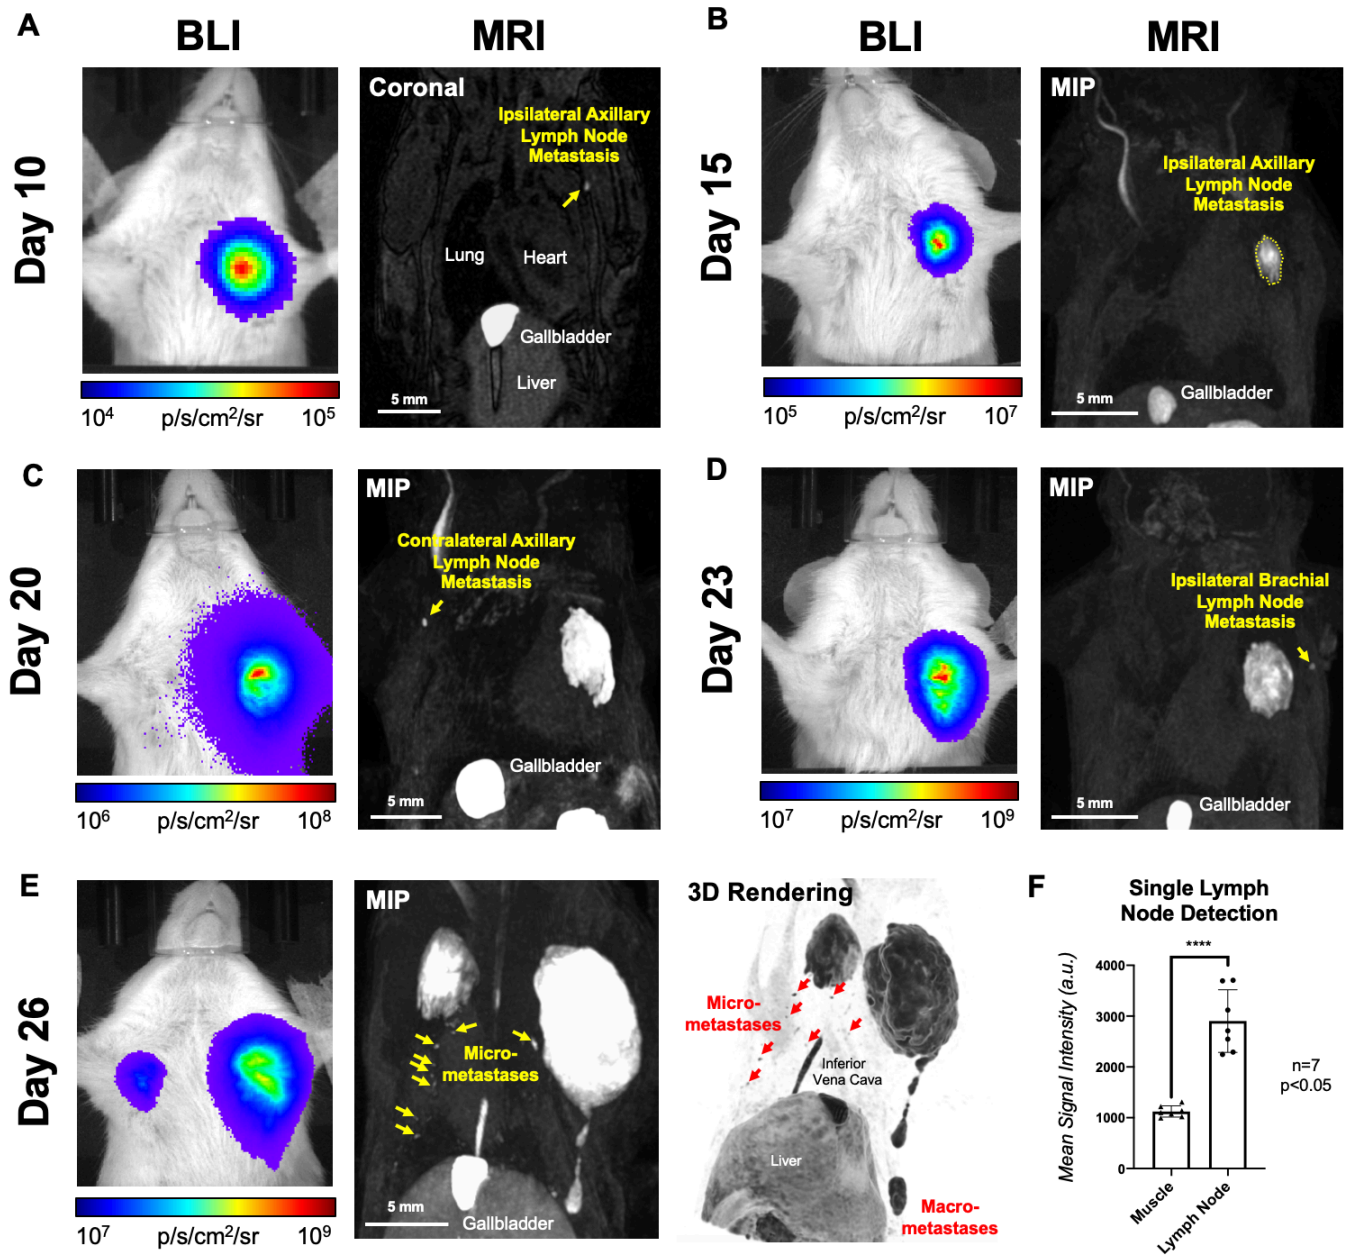 A
BLI
MRI
Day 10
Coronal
Ipsilateral Axillary
Lymph Node
Metastasis
Lung
Heart
Gallbladder
Liver
5 mm
10⁴ p/s/cm²/sr 10⁵
B
BLI
MRI
Day 15
MIP
Ipsilateral Axillary
Lymph Node
Metastasis
Gallbladder
5 mm
10⁵ p/s/cm²/sr 10⁷
C
Day 20
MIP
Contralateral Axillary
Lymph Node
Metastasis
Gallbladder
5 mm
10⁶ p/s/cm²/sr 10⁸
D
Day 23
MIP
Ipsilateral Brachial
Lymph Node
Metastasis
Gallbladder
5 mm
10⁷ p/s/cm²/sr 10⁹
E
Day 26
MIP
Micro-
metastases
5 mm
Gallbladder
10⁷ p/s/cm²/sr 10⁹
3D Rendering
Micro-
metastases
Inferior
Vena Cava
Liver
Macro-
metastases
F
Single Lymph
Node Detection
****
Mean Signal Intensity (a.u.)
4000
3000
2000
1000
0
Muscle
Lymph Node
n=7
p<0.05